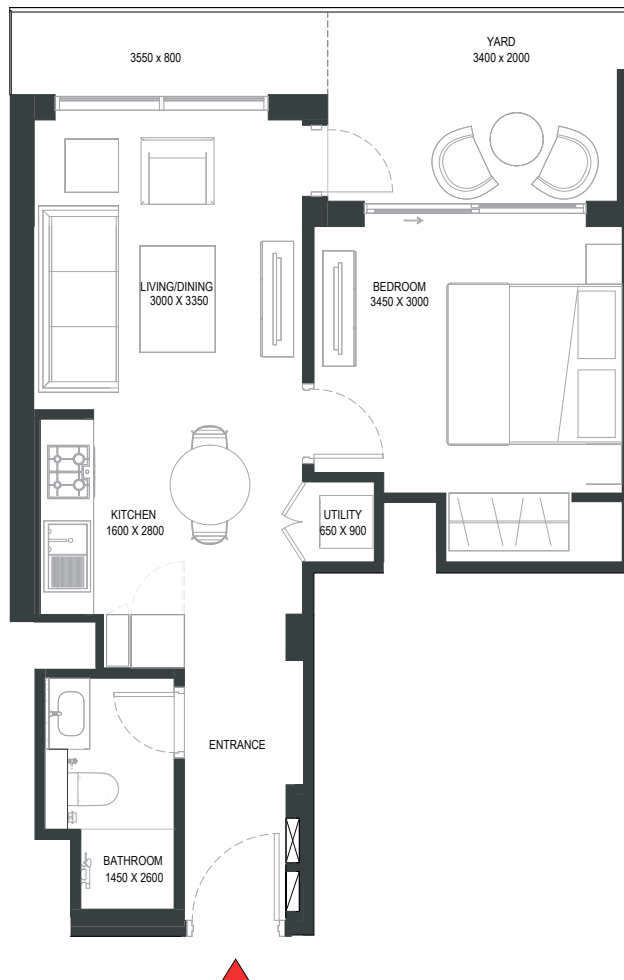 YARD
3400 x 2000
3550 x 800
LIVING/DINING
3000 X 3350
BEDROOM
3450 X 3000
KITCHEN
1600 X 2800
UTILITY
650 X 900
ENTRANCE
BATHROOM
1450 X 2600